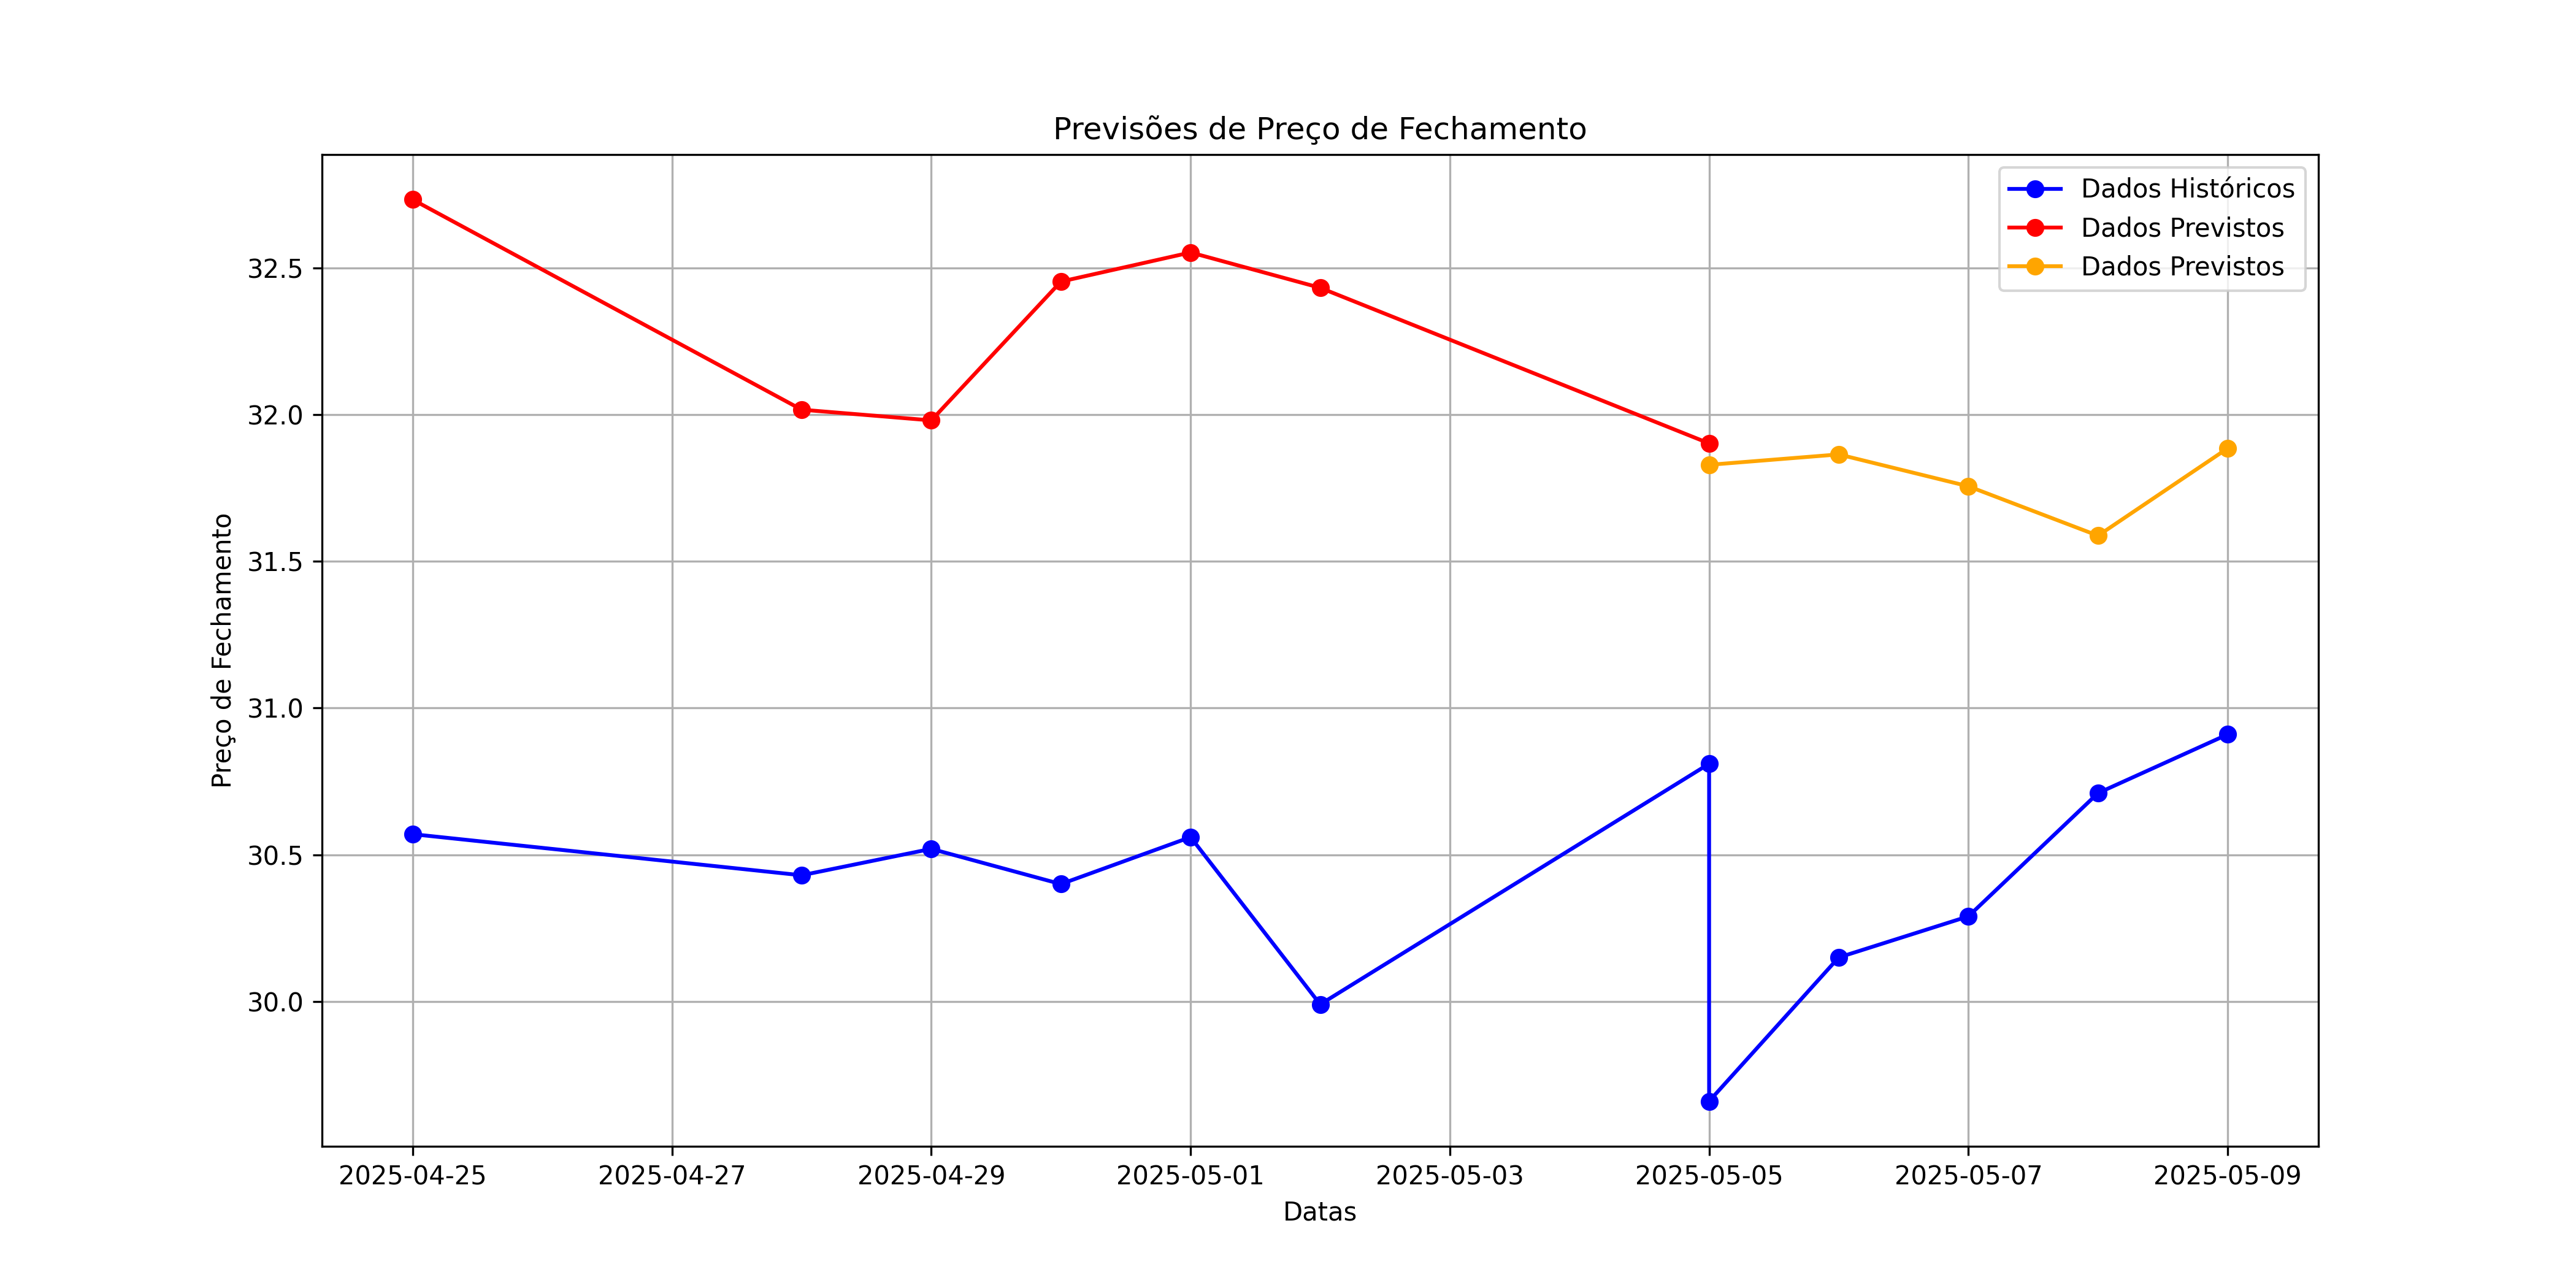 Previsões de Preço de Fechamento
Dados Históricos
Dados Previstos
Dados Previstos
Preço de Fechamento
32.5
32.0
31.5
31.0
30.5
30.0
2025-04-25
2025-04-27
2025-04-29
2025-05-01
2025-05-03
2025-05-05
2025-05-07
2025-05-09
Datas